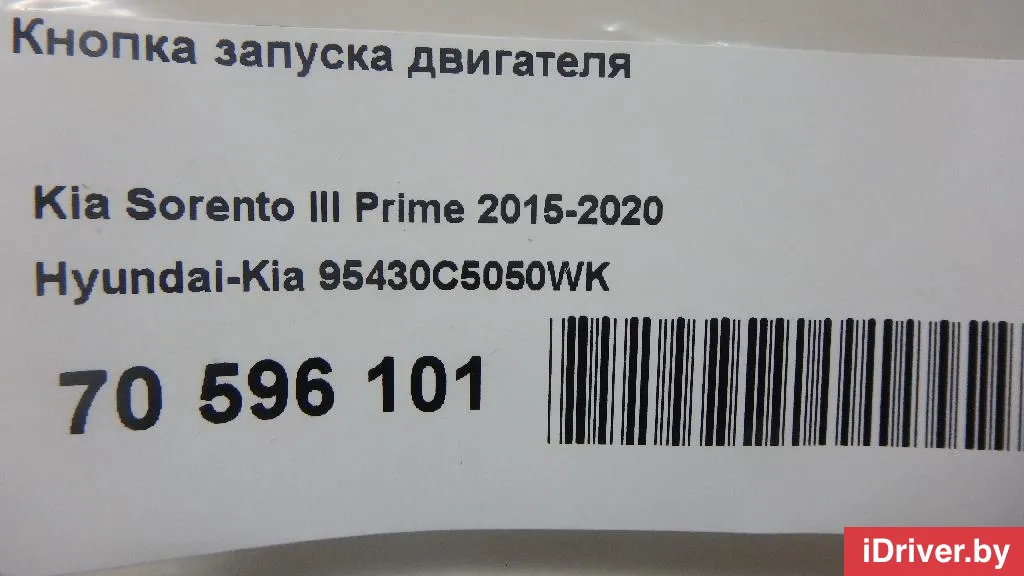 Кнопка запуска двигателя
Kia Sorento III Prime 2015-2020
Hyundai-Kia 95430C5050WK
70 596 101
iDriver.by